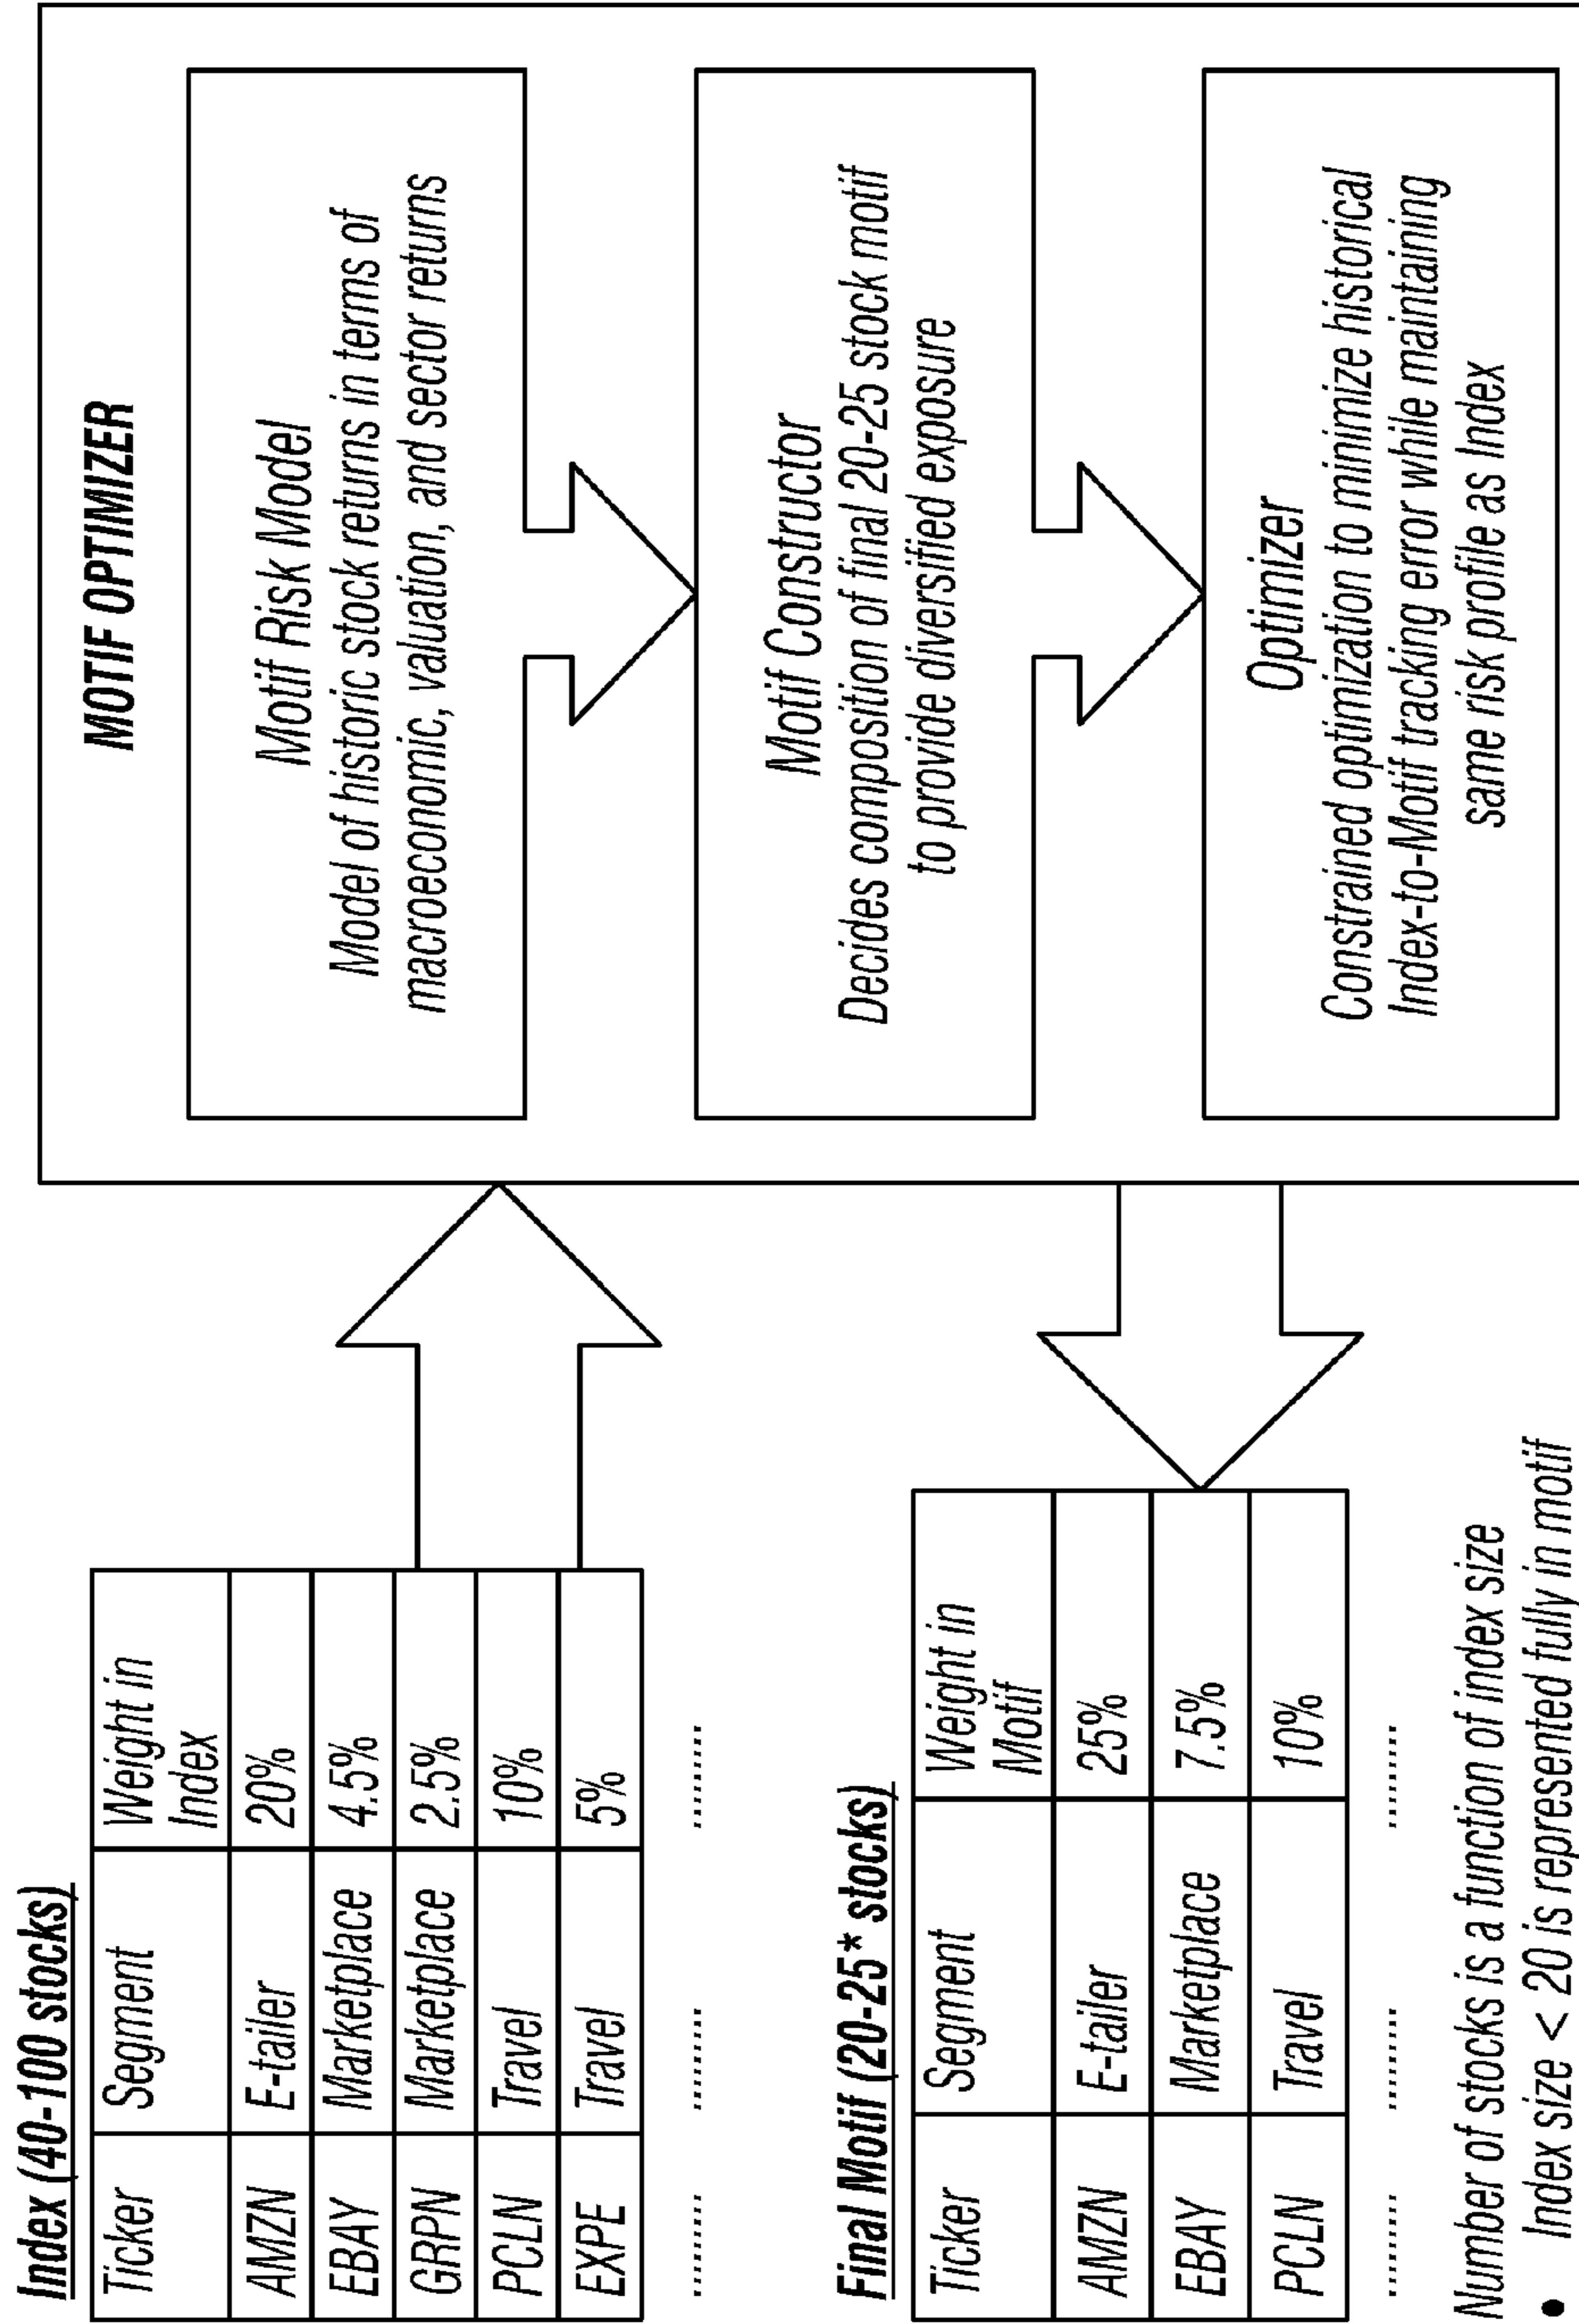 Index (40-100 stocks)
Ticker Segment Weight in
Index
AMZN E-tailer 20%
EBAY Marketplace 4.5%
GRPN Marketplace 2.5%
PCLN Travel 10%
EXPE Travel 5%
........ ........ ........
Final Motif (20-25* stocks)
Ticker Segment Weight in
Motif
AMZN E-tailer 25%
EBAY Marketplace 7.5%
PCLN Travel 10%
........ ........ ........
Number of stocks is a function of index size
• Index size < 20 is represented fully in motif
MOTIF OPTIMIZER
Motif Risk Model
Model of historic stock returns in terms of
macroeconomic, valuation, and sector returns
Motif Constructor
Decides composition of final 20-25 stock motif
to provide diversified exposure
Optimizer
Constrained optimization to minimize historical
Index-to-Motif tracking error while maintaining
same risk profile as Index